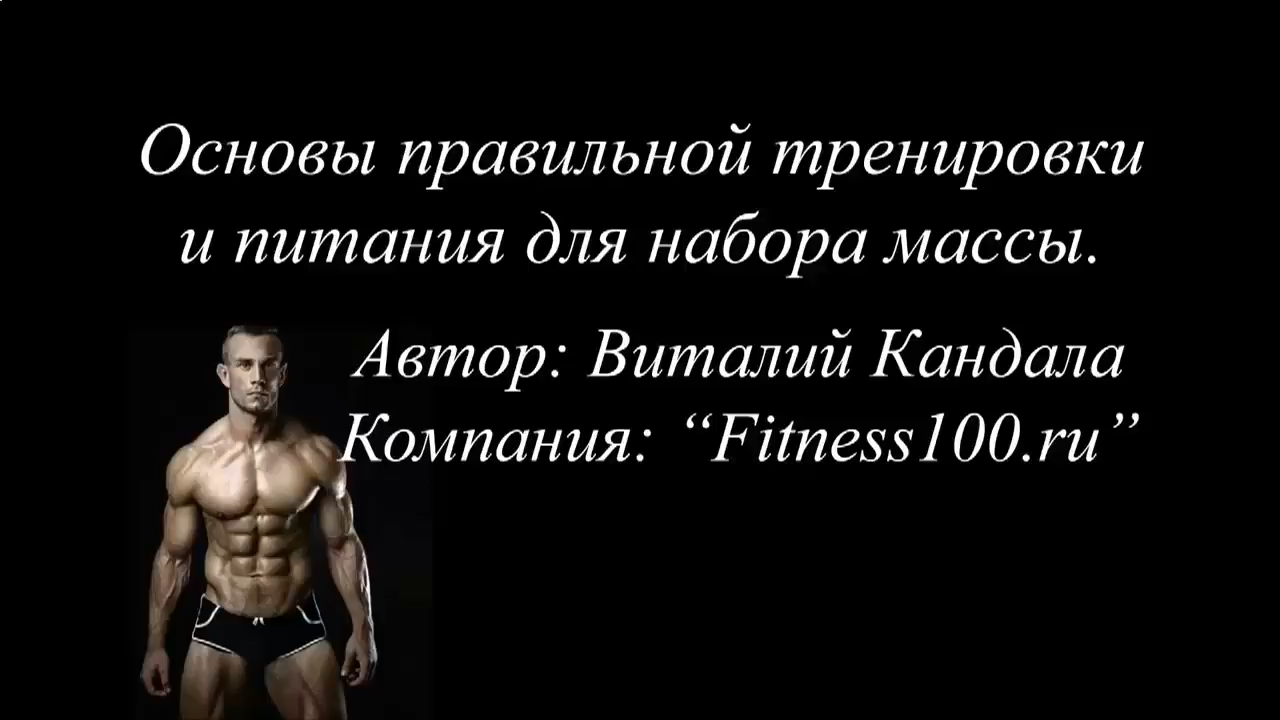 Основы правильной тренировки
и питания для набора массы.
Автор: Виталий Кандала
Компания: “Fitness100.ru”